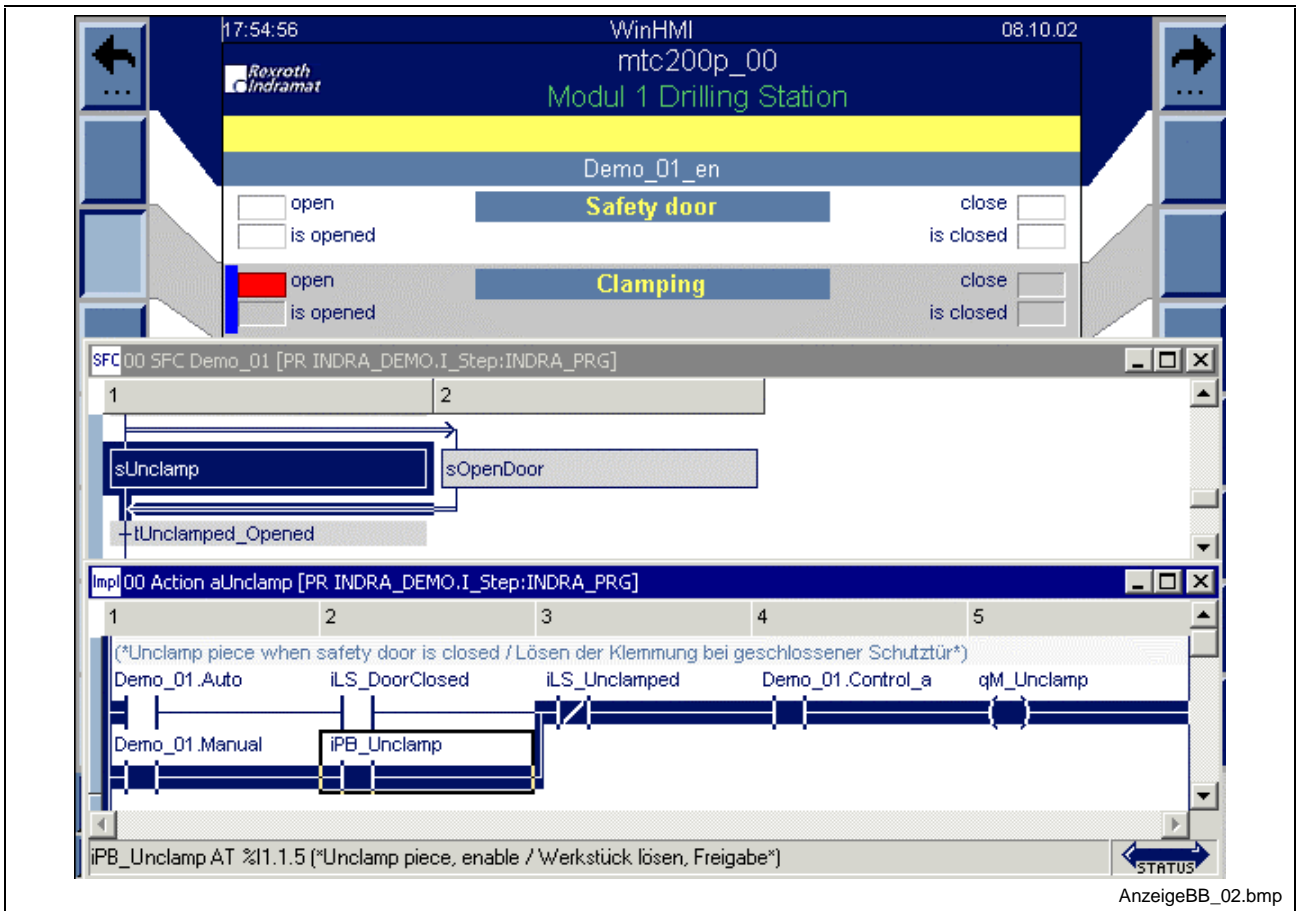 17:54:56 WinHMI 08.10.02
mtc200p_00
Rexroth
Indramat
Modul 1 Drilling Station
...
...
Demo_01_en
open Safety door close
is opened is closed
open Clamping close
is opened is closed
SFC 00 SFC Demo_01 [PR INDRA_DEMO.I_Step:INDRA_PRG]
1 2
sUnclamp sOpenDoor
tUnclamped_Opened
Impl 00 Action aUnclamp [PR INDRA_DEMO.I_Step:INDRA_PRG]
1 2 3 4 5
(*Unclamp piece when safety door is closed / Lösen der Klemmung bei geschlossener Schutztür*)
Demo_01.Auto iLS_DoorClosed iLS_Unclamped Demo_01.Control_a qM_Unclamp
Demo_01.Manual iPB_Unclamp
iPB_Unclamp AT %I1.1.5 (*Unclamp piece, enable / Werkstück lösen, Freigabe*)
STATUS
AnzeigeBB_02.bmp